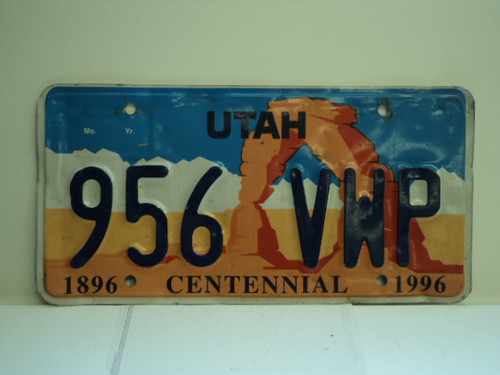 UTAH
Mo. Yr.
956 VWP
1896 CENTENNIAL 1996